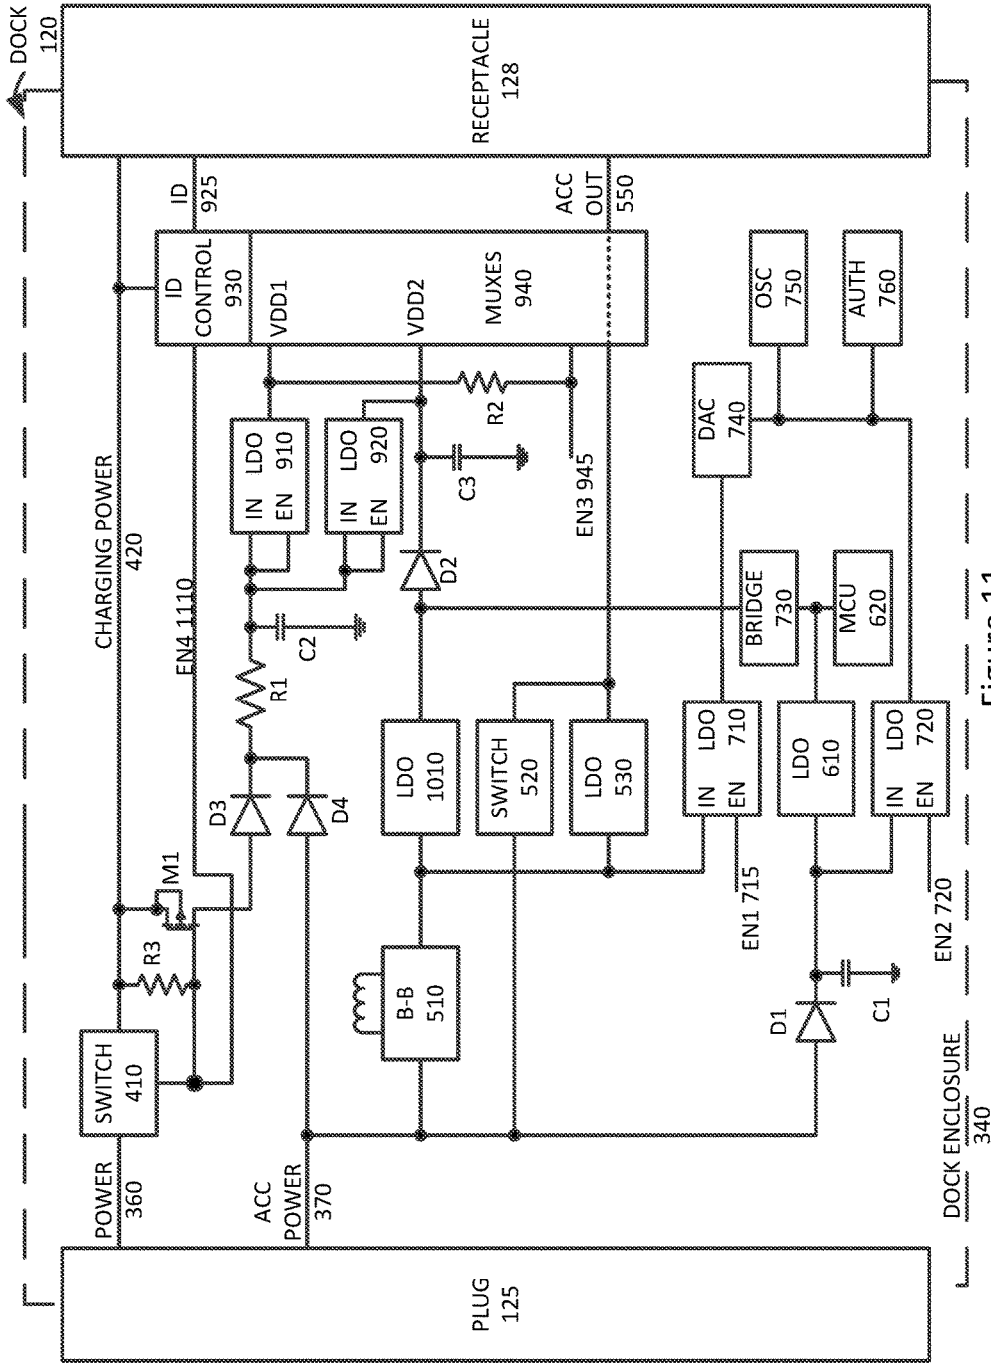 DOCK
120
RECEPTACLE
128
CHARGING POWER
420
ID
925
ACC
OUT
550
ID
CONTROL
930
VDD1
VDD2
MUXES
940
EN4 1110
LDO
910
IN
EN
LDO
920
IN
EN
R2
C3
EN3 945
D2
C2
R1
D3
D4
M1
R3
SWITCH
410
POWER
360
ACC
POWER
370
PLUG
125
B-B
510
LDO
1010
SWITCH
520
LDO
530
LDO
710
IN
EN
EN1 715
LDO
610
LDO
720
IN
EN
EN2 720
DAC
740
OSC
750
AUTH
760
BRIDGE
730
MCU
620
D1
C1
DOCK ENCLOSURE
340
Figure 11